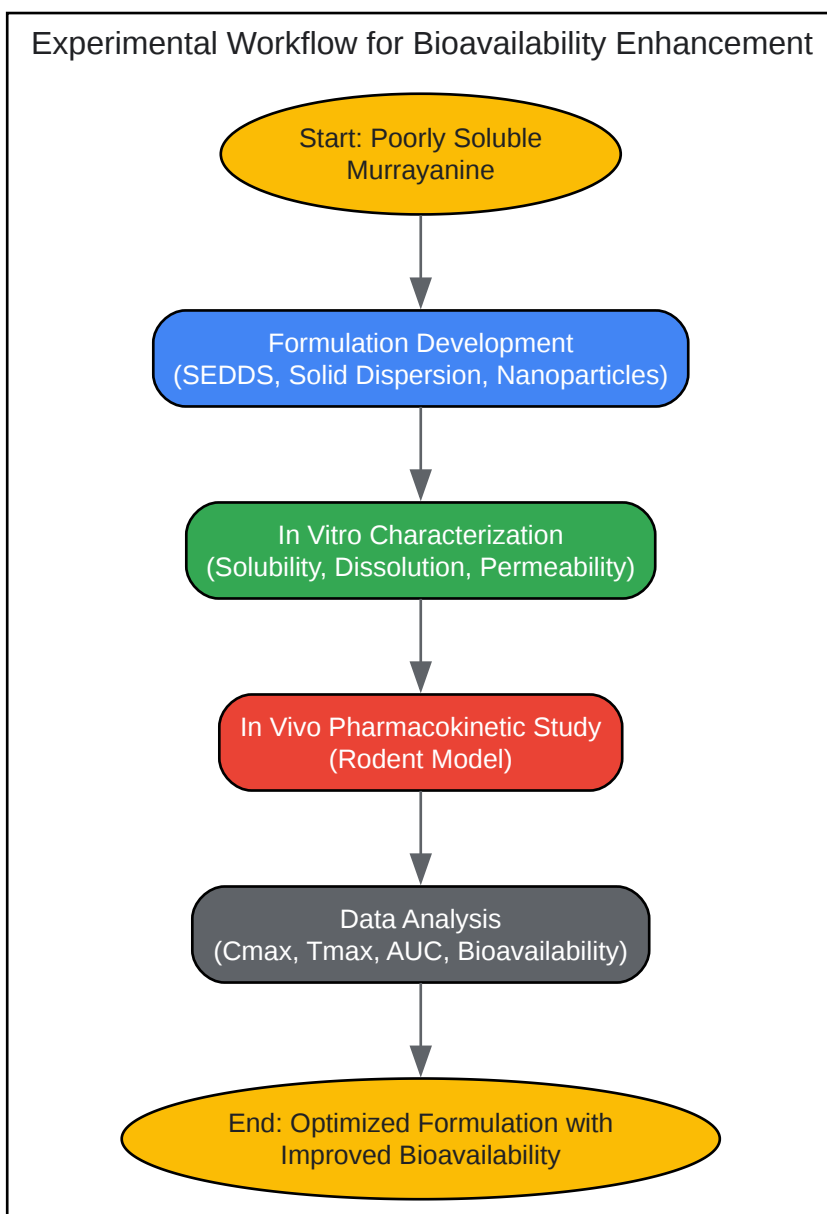 Experimental Workflow for Bioavailability Enhancement
Start: Poorly Soluble
Murrayanine
Formulation Development
(SEDDS, Solid Dispersion, Nanoparticles)
In Vitro Characterization
(Solubility, Dissolution, Permeability)
In Vivo Pharmacokinetic Study
(Rodent Model)
Data Analysis
(Cmax, Tmax, AUC, Bioavailability)
End: Optimized Formulation with
Improved Bioavailability